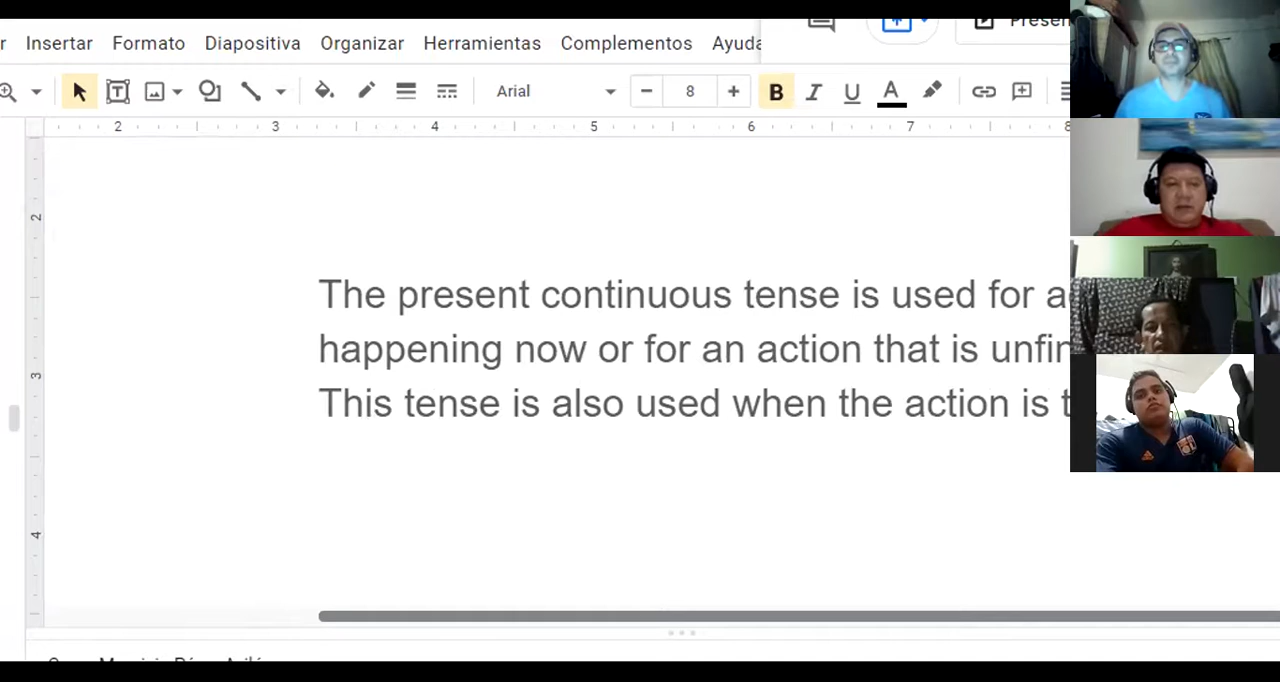 Insertar Formato Diapositiva Organizar Herramientas Complementos Ayuda
Arial 8 B I U A
2 3 4 5 6 7 8
2
3
4
The present continuous tense is used for a
happening now or for an action that is unfin
This tense is also used when the action is t